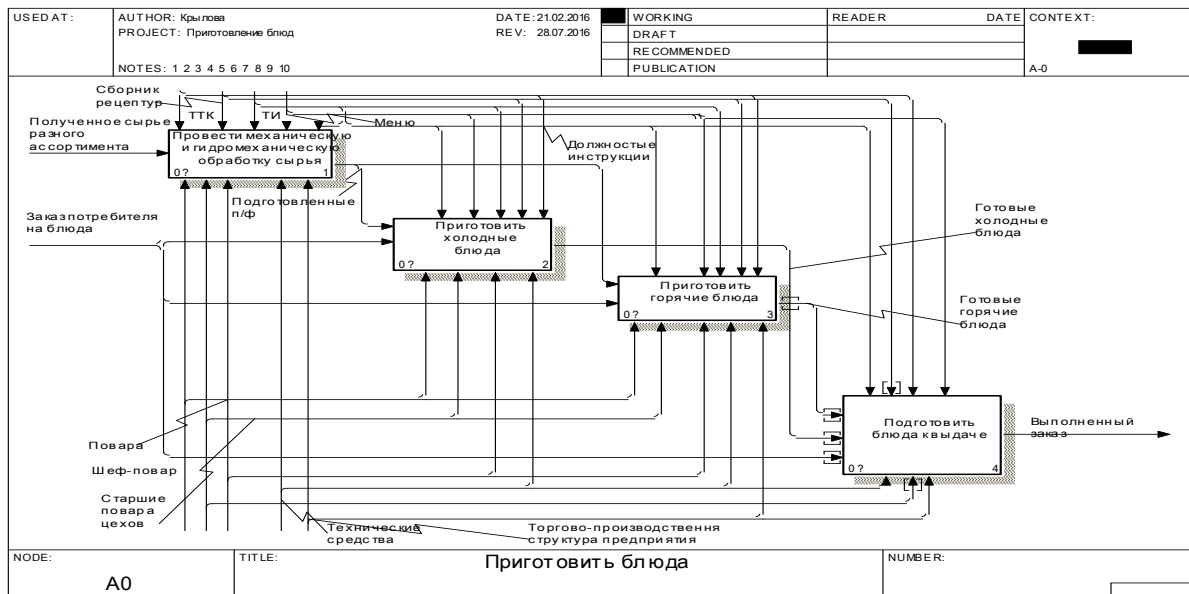 USED AT:
AUTHOR: Крылова
DATE: 21.02.2016
PROJECT: Приготовление блюд
REV: 28.07.2016
NOTES: 1 2 3 4 5 6 7 8 9 10
WORKING
DRAFT
RECOMMENDED
PUBLICATION
READER
DATE
CONTEXT:
A-0
Сборник
рецептур
ТТК
ТИ
Меню
Полученное сырье
разного
ассортимента
Провести механическую
и гидромеханическую
обработку сырья
0?
1
Должностые
инструкции
Подготовленные
п/ф
Заказ потребителя
на блюда
Приготовить
холодные
блюда
0?
2
Готовые
холодные
блюда
Приготовить
горячие блюда
0?
3
Готовые
горячие
блюда
Подготовить
блюда к выдаче
0?
4
Выполненный
заказ
Повара
Шеф-повар
Старшие
повара
цехов
Технические
средства
Торгово-производствення
структура предприятия
NODE:
A0
TITLE:
Приготовить блюда
NUMBER: